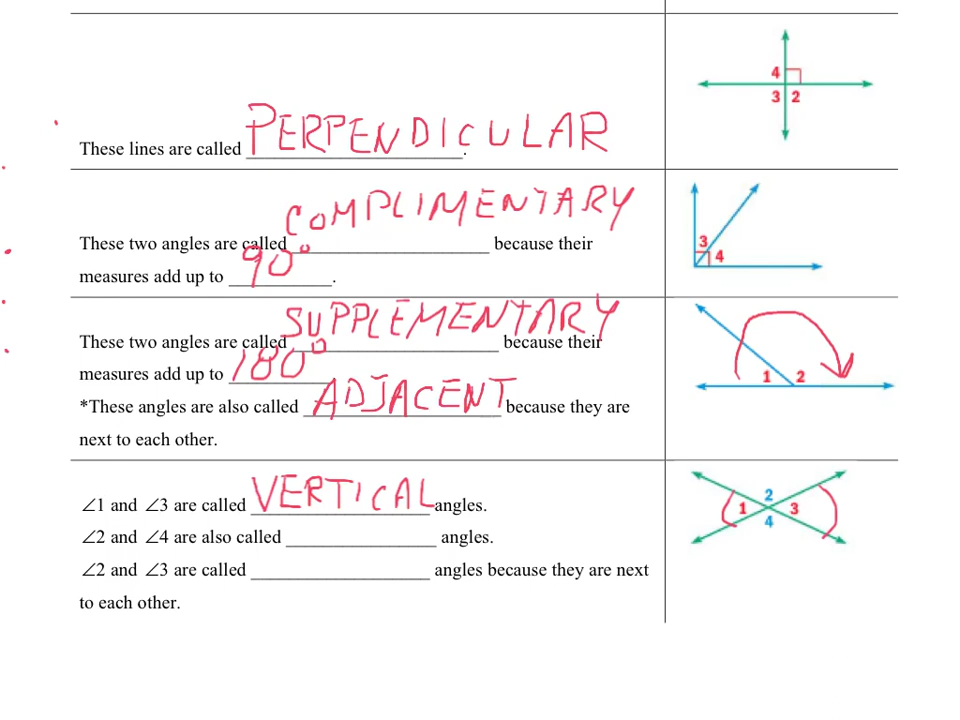 4
3 2
These lines are called PERPENDICULAR.
These two angles are called COMPLIMENTARY because their
measures add up to 90°.
3
4
These two angles are called SUPPLEMENTARY because their
measures add up to 180°
1 2
*These angles are also called ADJACENT because they are
next to each other.
∠1 and ∠3 are called VERTICAL angles.
2
1 3
4
∠2 and ∠4 are also called ________________ angles.
∠2 and ∠3 are called ___________________ angles because they are next
to each other.